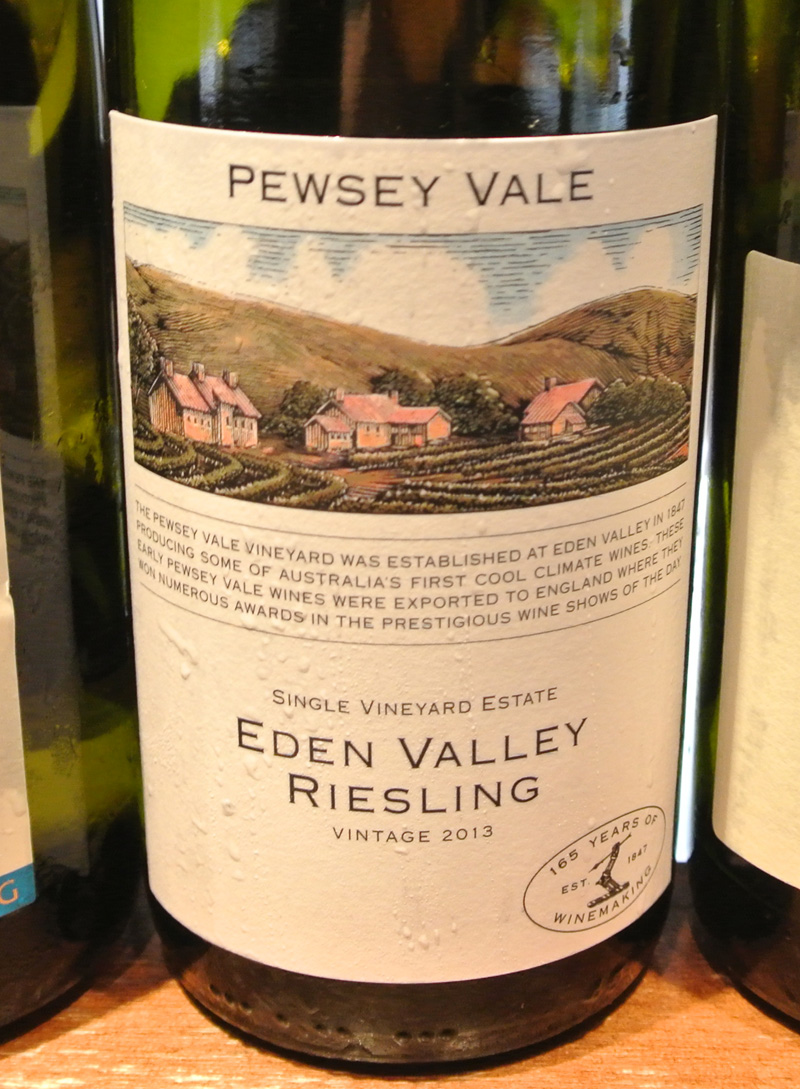 PEWSEY VALE
THE PEWSEY VALE VINEYARD WAS ESTABLISHED AT EDEN VALLEY IN 1847
PRODUCING SOME OF AUSTRALIA'S FIRST COOL CLIMATE WINES. THESE
EARLY PEWSEY VALE WINES WERE EXPORTED TO ENGLAND WHERE THEY
WON NUMEROUS AWARDS IN THE PRESTIGIOUS WINE SHOWS OF THE DAY
SINGLE VINEYARD ESTATE
EDEN VALLEY
RIESLING
VINTAGE 2013
165 YEARS OF
EST. 1847
WINEMAKING
G